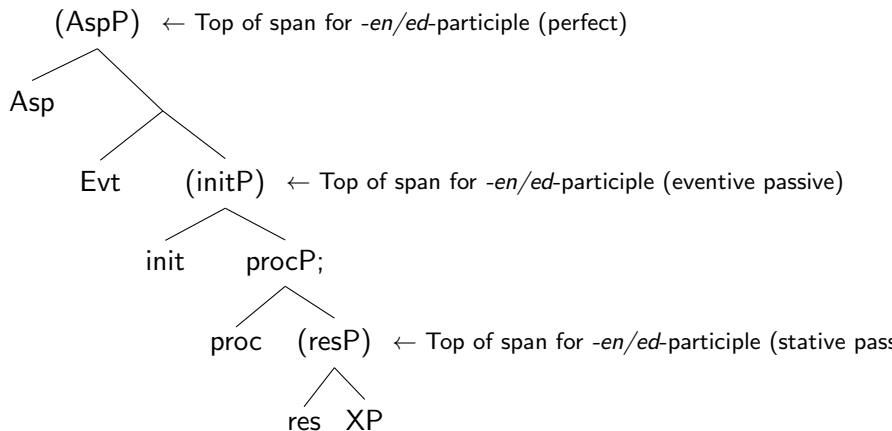 (AspP) ← Top of span for -en/ed-participle (perfect)
Asp
Evt (initP) ← Top of span for -en/ed-participle (eventive passive)
init procP;
proc (resP) ← Top of span for -en/ed-participle (stative pass
res XP